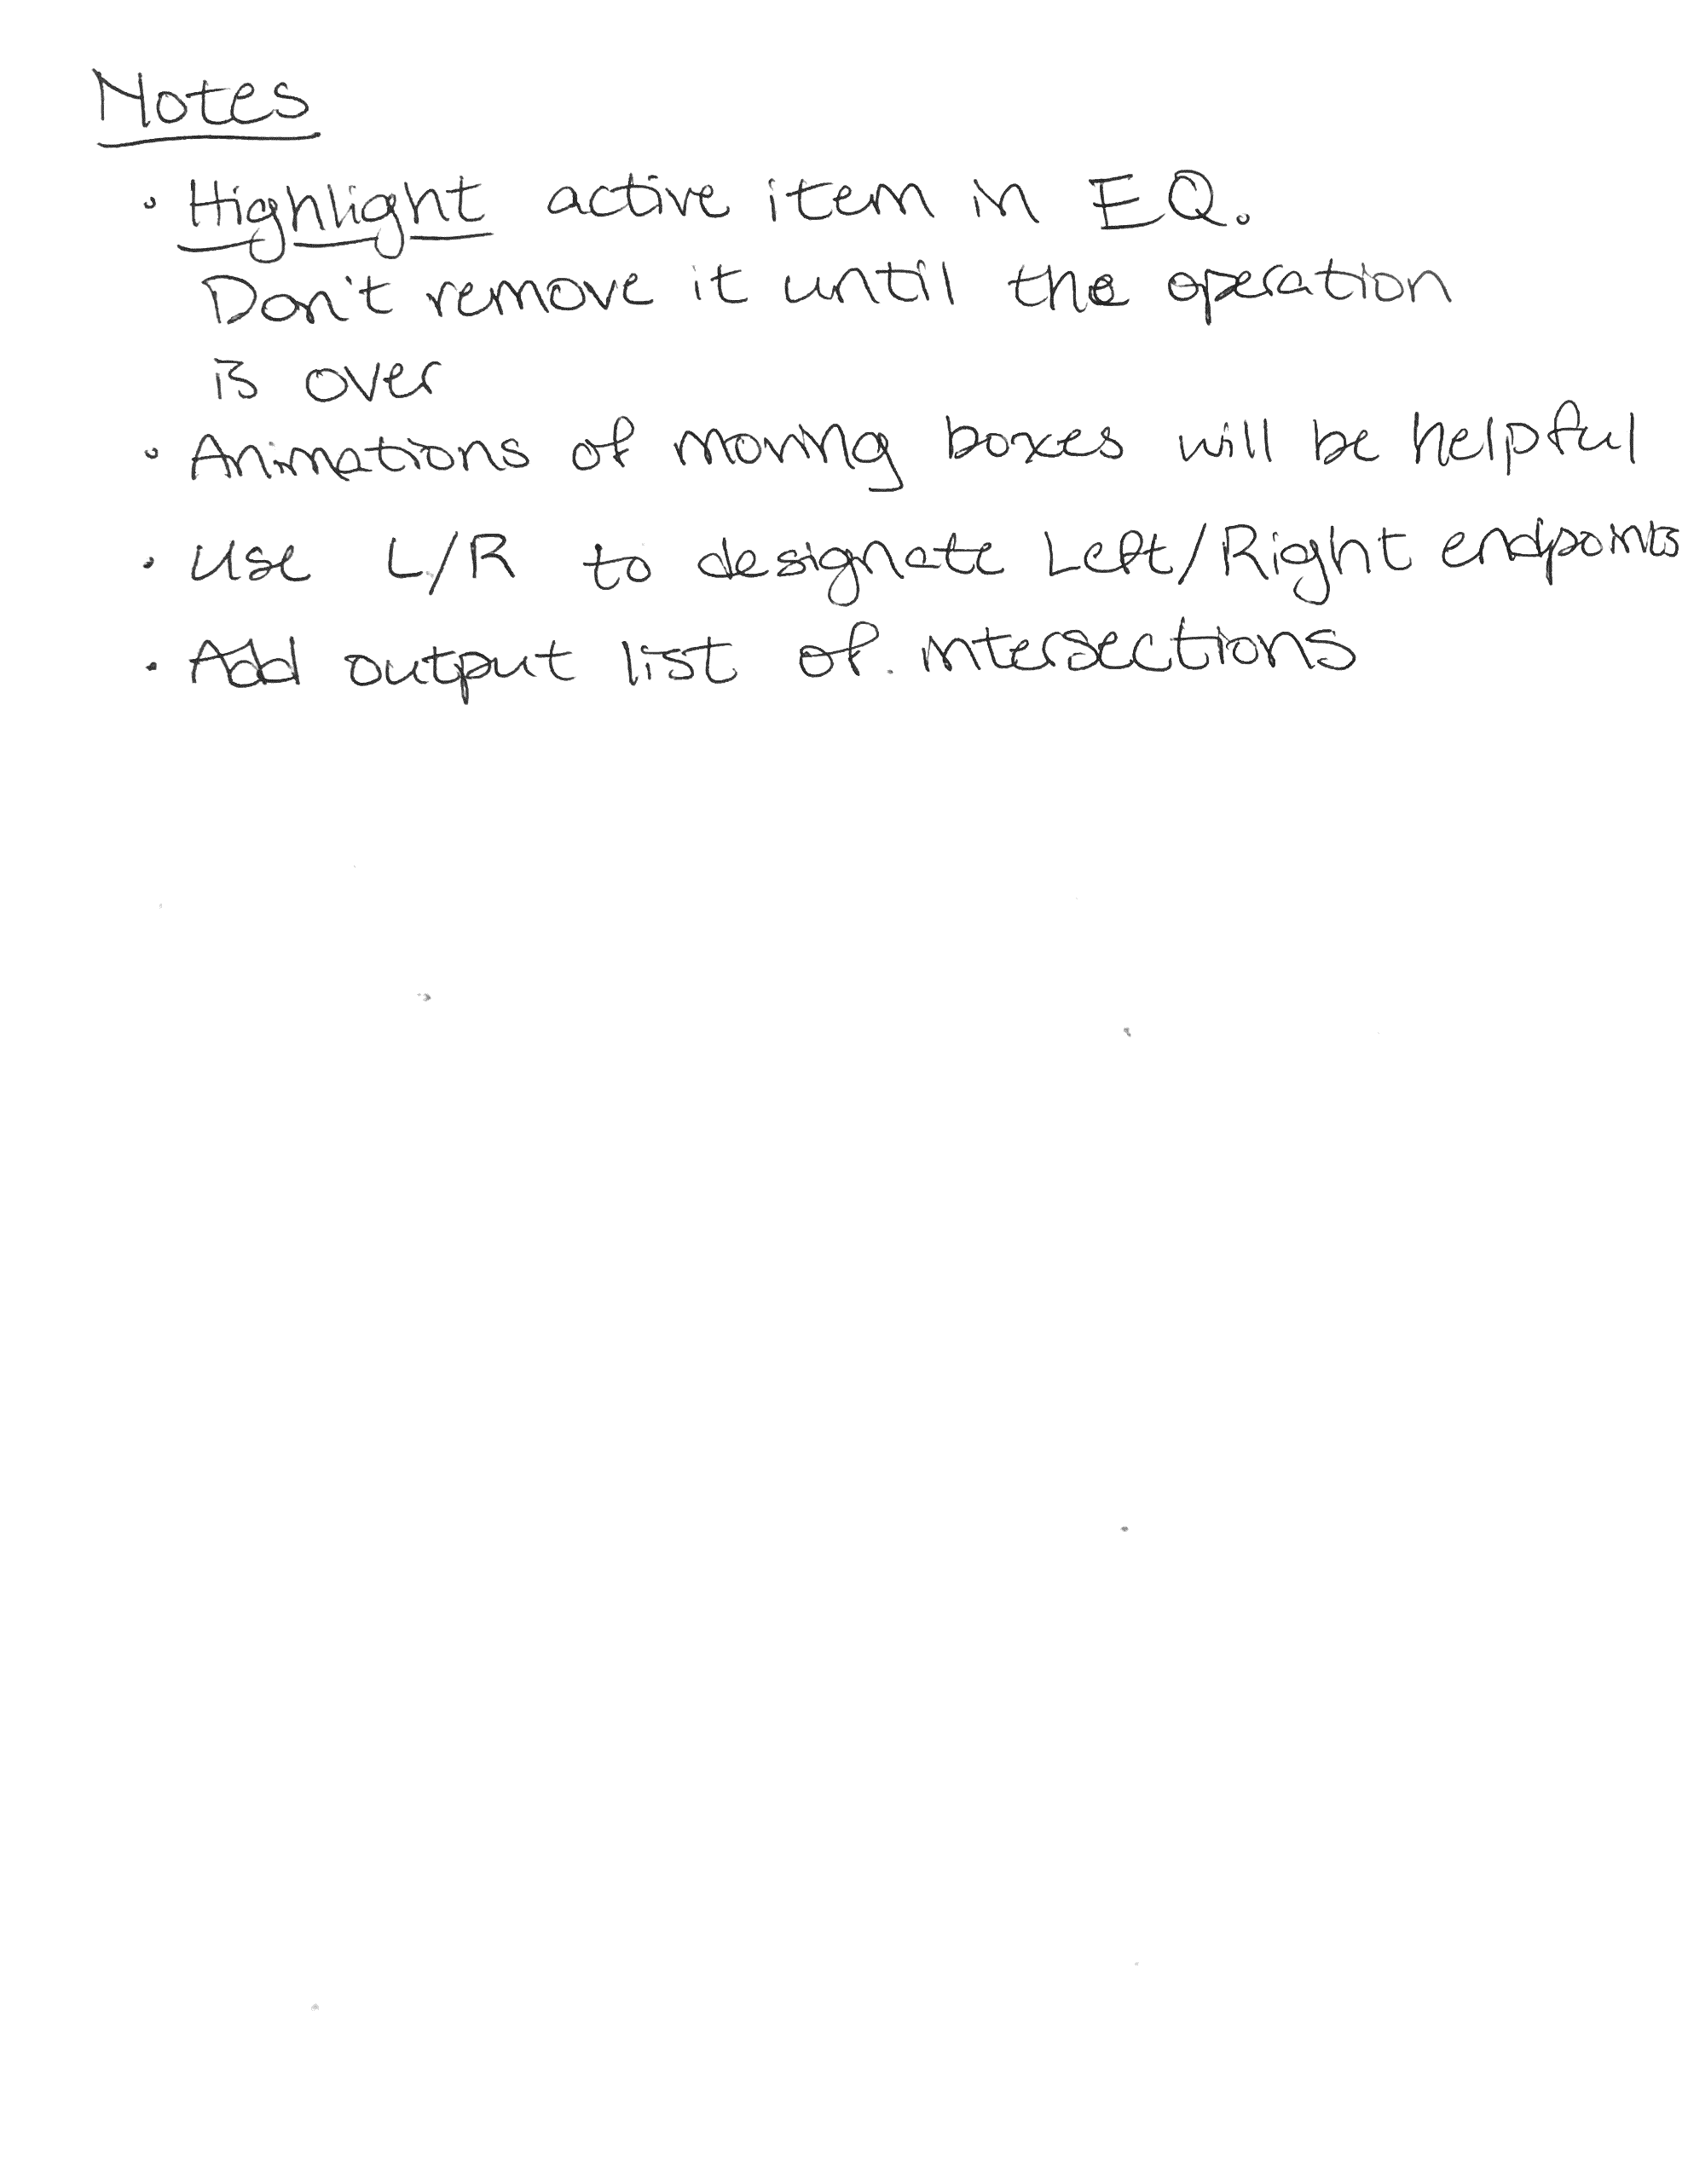 Notes
• Highlight active item in EQ.
Don't remove it until the operation
is over
• Animations of moving boxes will be helpful
• Use L/R to designate Left/Right endpoints
• Add output list of intersections